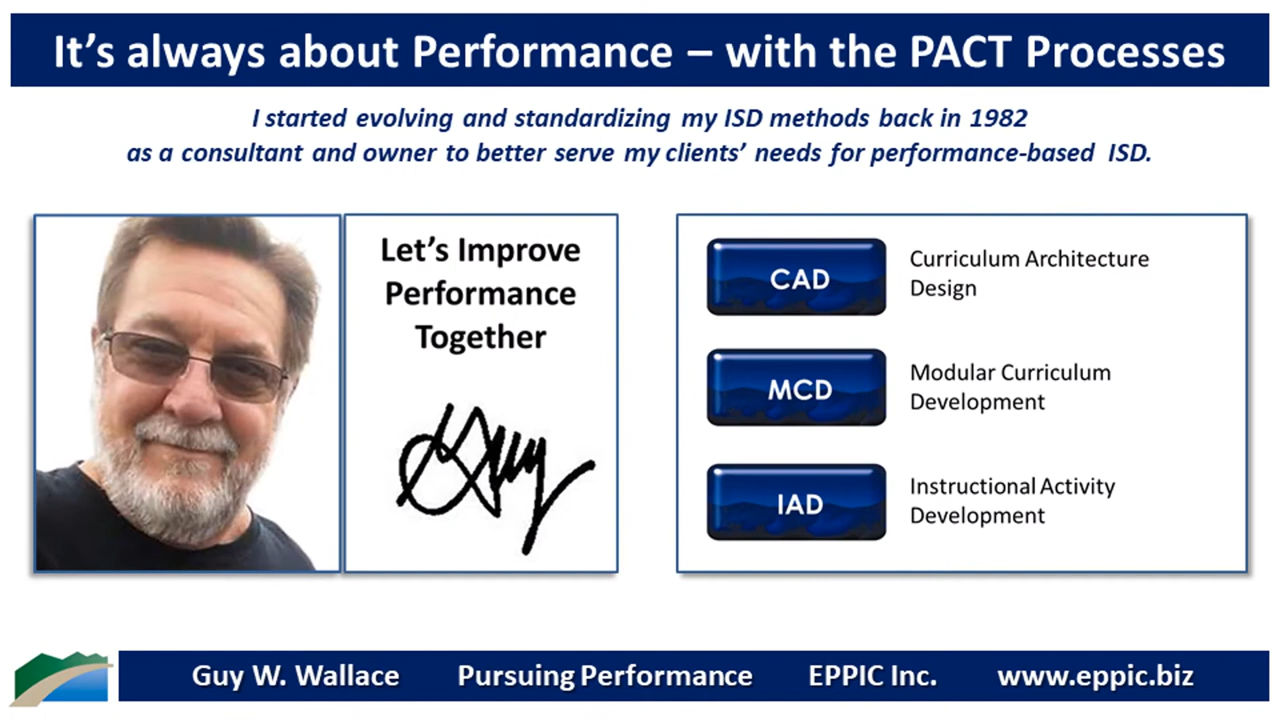 It's always about Performance – with the PACT Processes
I started evolving and standardizing my ISD methods back in 1982
as a consultant and owner to better serve my clients' needs for performance-based ISD.
Let's Improve
Performance
Together
Guy
CAD
Curriculum Architecture
Design
MCD
Modular Curriculum
Development
IAD
Instructional Activity
Development
Guy W. Wallace Pursuing Performance EPPIC Inc. www.eppic.biz